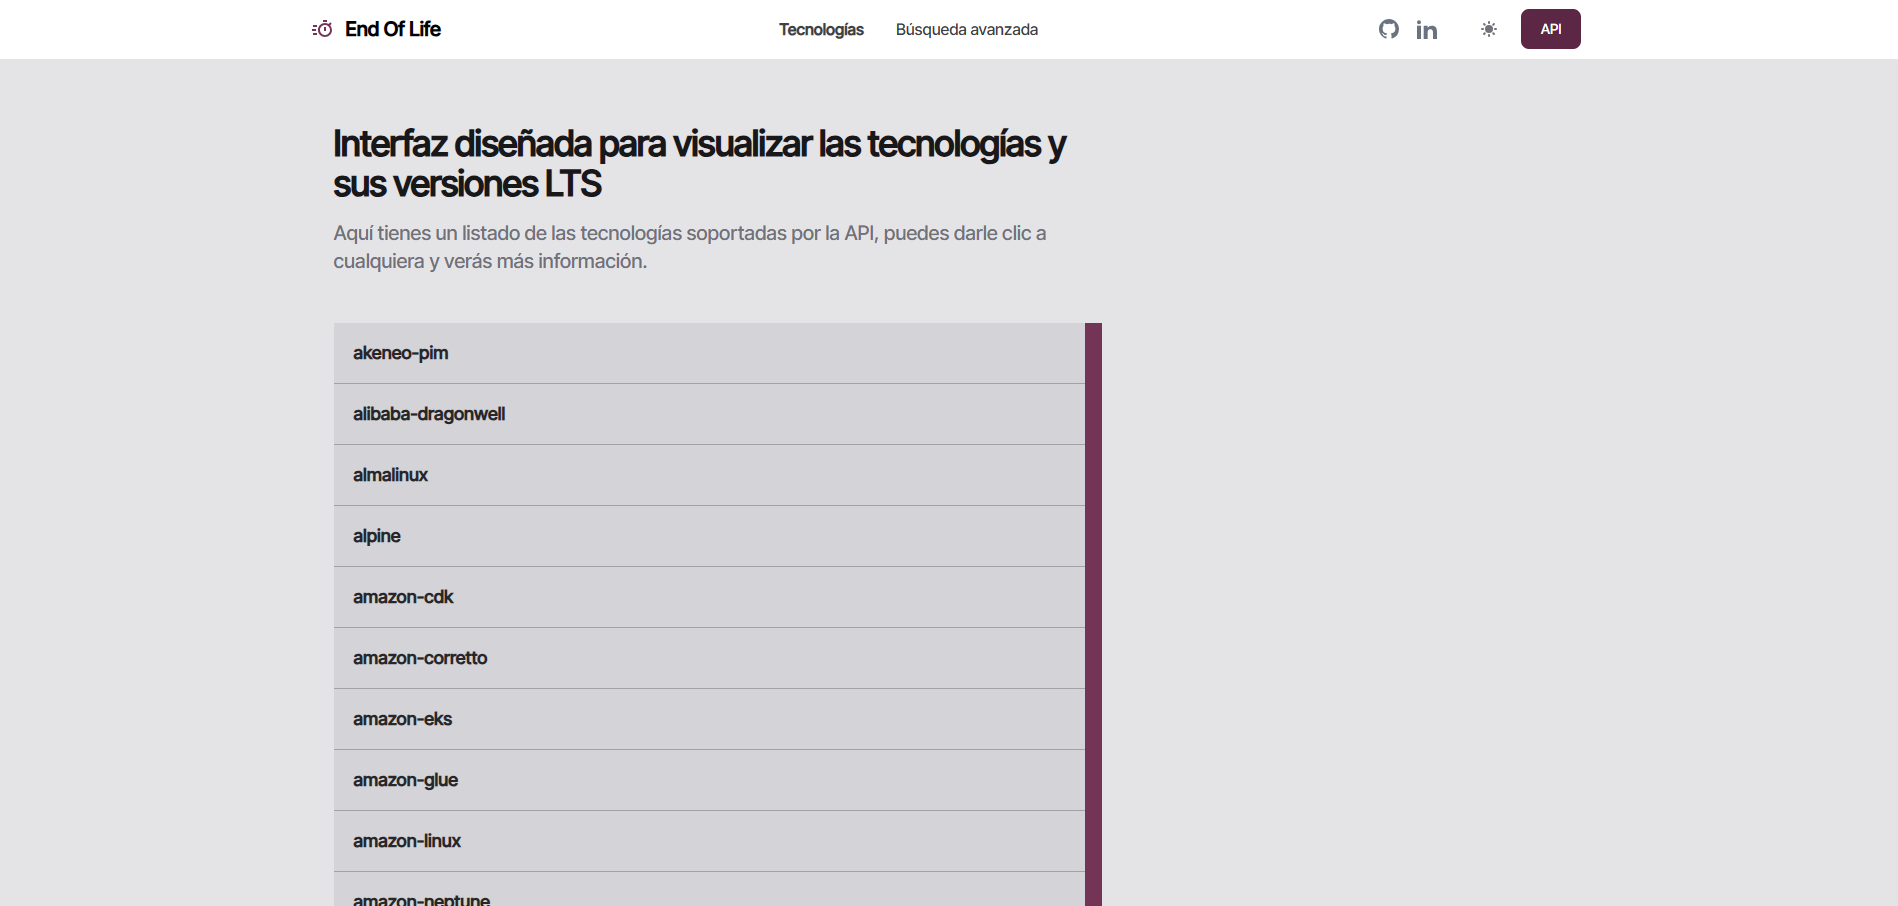 End Of Life
Tecnologías
Búsqueda avanzada
API
Interfaz diseñada para visualizar las tecnologías y
sus versiones LTS
Aquí tienes un listado de las tecnologías soportadas por la API, puedes darle clic a
cualquiera y verás más información.
akeneo-pim
alibaba-dragonwell
almalinux
alpine
amazon-cdk
amazon-corretto
amazon-eks
amazon-glue
amazon-linux
amazon-neptune